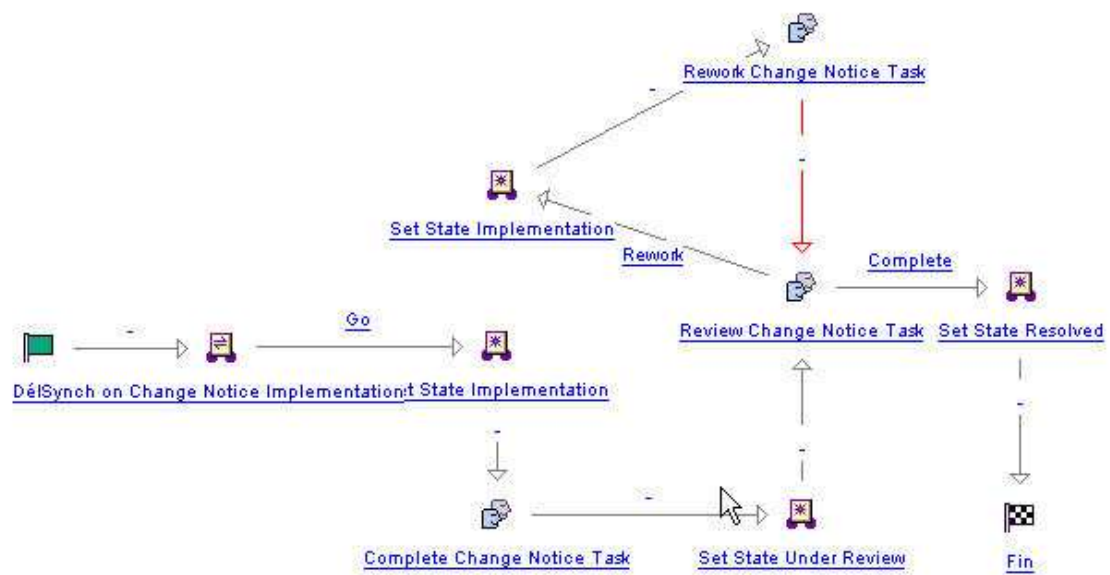 Rework Change Notice Task
-
-
Set State Implementation
Rework
Complete
Review Change Notice Task
Set State Resolved
-
Go
DélSynch on Change Notice Implementation:t State Implementation
-
-
-
-
Complete Change Notice Task
Set State Under Review
Fin